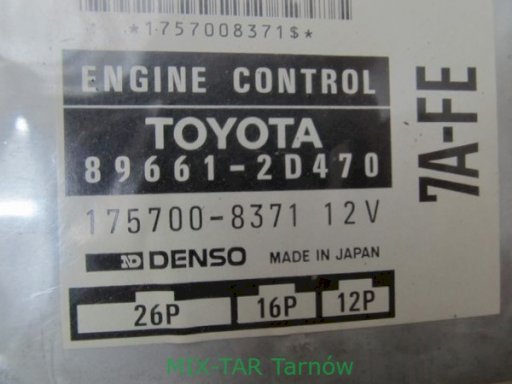 *1757008371$*
ENGINE CONTROL
TOYOTA
89661-2D470
175700-8371 12V
ND DENSO MADE IN JAPAN
26P 16P 12P
7A-FE
MIX-TAR Tarnów